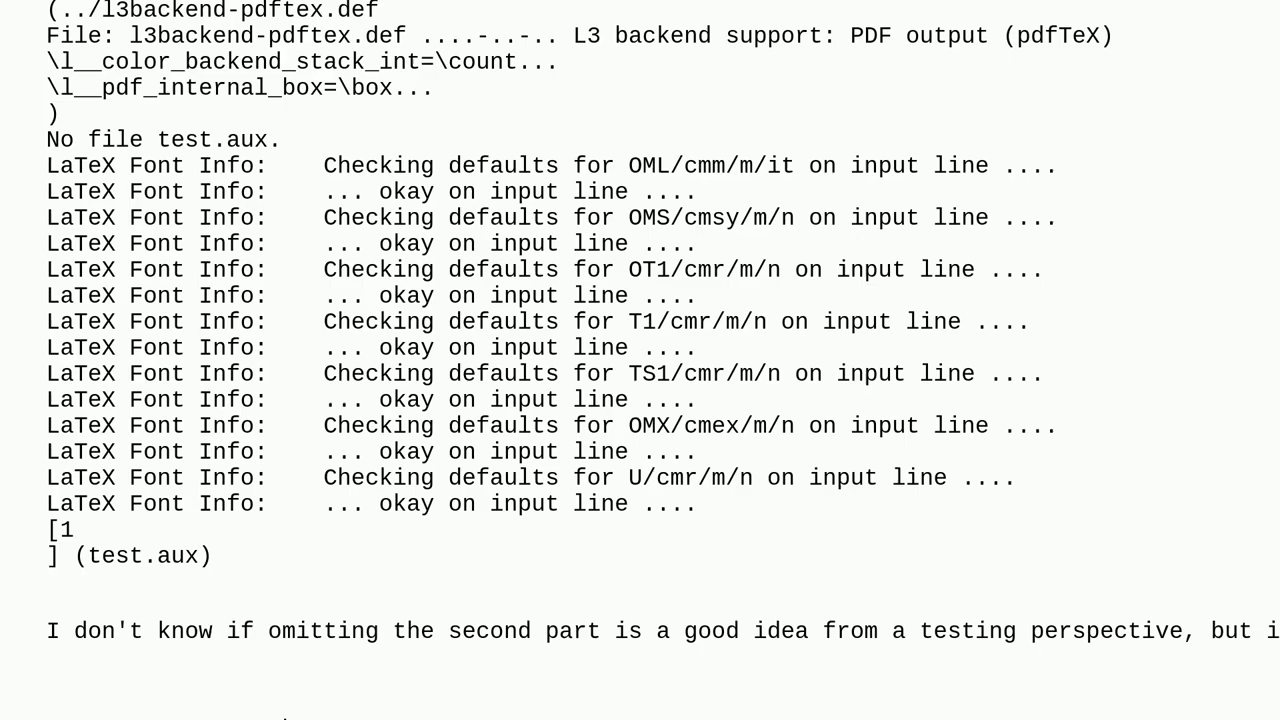 (../l3backend-pdftex.def
File: l3backend-pdftex.def ....-..-.. L3 backend support: PDF output (pdfTeX)
\l__color_backend_stack_int=\count...
\l__pdf_internal_box=\box...
)
No file test.aux.
LaTeX Font Info:    Checking defaults for OML/cmm/m/it on input line ....
LaTeX Font Info:    ... okay on input line ....
LaTeX Font Info:    Checking defaults for OMS/cmsy/m/n on input line ....
LaTeX Font Info:    ... okay on input line ....
LaTeX Font Info:    Checking defaults for OT1/cmr/m/n on input line ....
LaTeX Font Info:    ... okay on input line ....
LaTeX Font Info:    Checking defaults for T1/cmr/m/n on input line ....
LaTeX Font Info:    ... okay on input line ....
LaTeX Font Info:    Checking defaults for TS1/cmr/m/n on input line ....
LaTeX Font Info:    ... okay on input line ....
LaTeX Font Info:    Checking defaults for OMX/cmex/m/n on input line ....
LaTeX Font Info:    ... okay on input line ....
LaTeX Font Info:    Checking defaults for U/cmr/m/n on input line ....
LaTeX Font Info:    ... okay on input line ....
[1
] (test.aux)
I don't know if omitting the second part is a good idea from a testing perspective, but